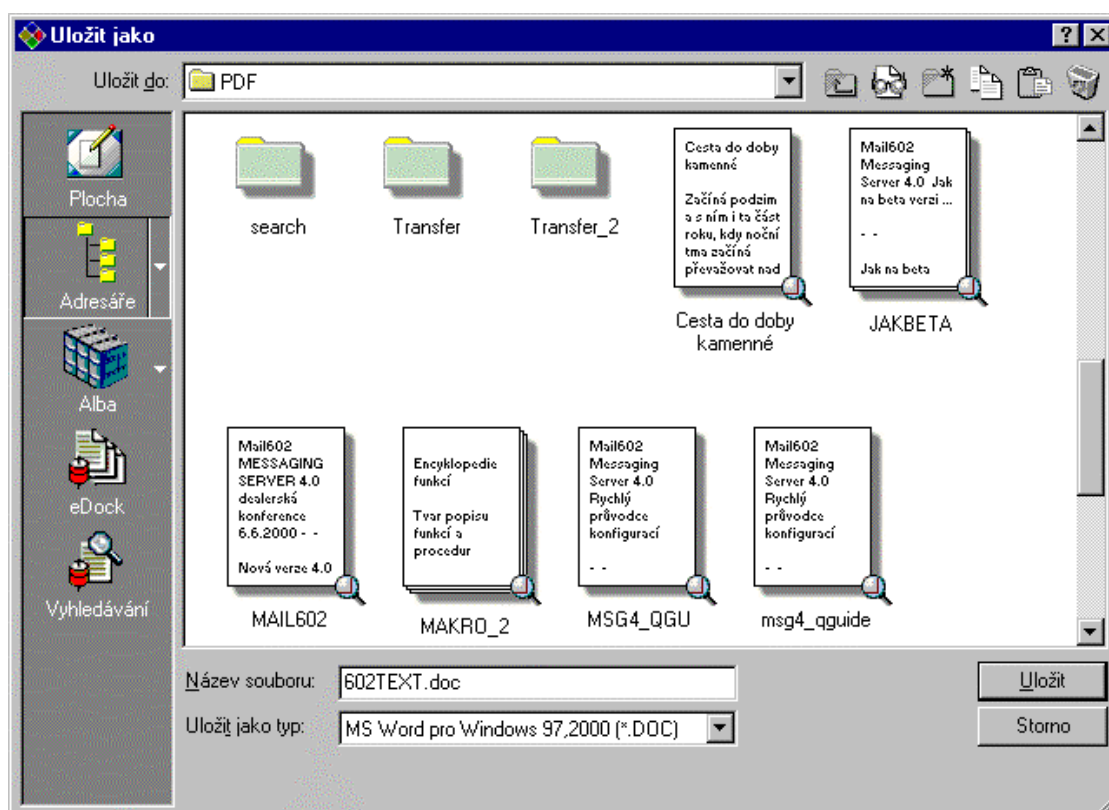 Uložit jako
Uložit do:
PDF
Plocha
Adresáře
Alba
eDock
Vyhledávání
search
Transfer
Transfer_2
Cesta do doby
kamenné
Začíná podzim
a s ním i ta část
roku, kdy noční
tma začíná
převažovat nad
Cesta do doby
kamenné
Mail602
Messaging
Server 4.0 Jak
na beta verzi ...
- -
Jak na beta
JAKBETA
Mail602
MESSAGING
SERVER 4.0
dealerská
konference
6.6.2000 - -
Nová verze 4.0
MAIL602
Encyklopedie
funkcí
Tvar popisu
funkcí a
procedur
MAKRO_2
Mail602
Messaging
Server 4.0
Rychlý
průvodce
konfigurací
- -
MSG4_QGU
Mail602
Messaging
Server 4.0
Rychlý
průvodce
konfigurací
- -
msg4_qguide
Název souboru:
602TEXT.doc
Uložit
Uložit jako typ:
MS Word pro Windows 97,2000 (*.DOC)
Storno